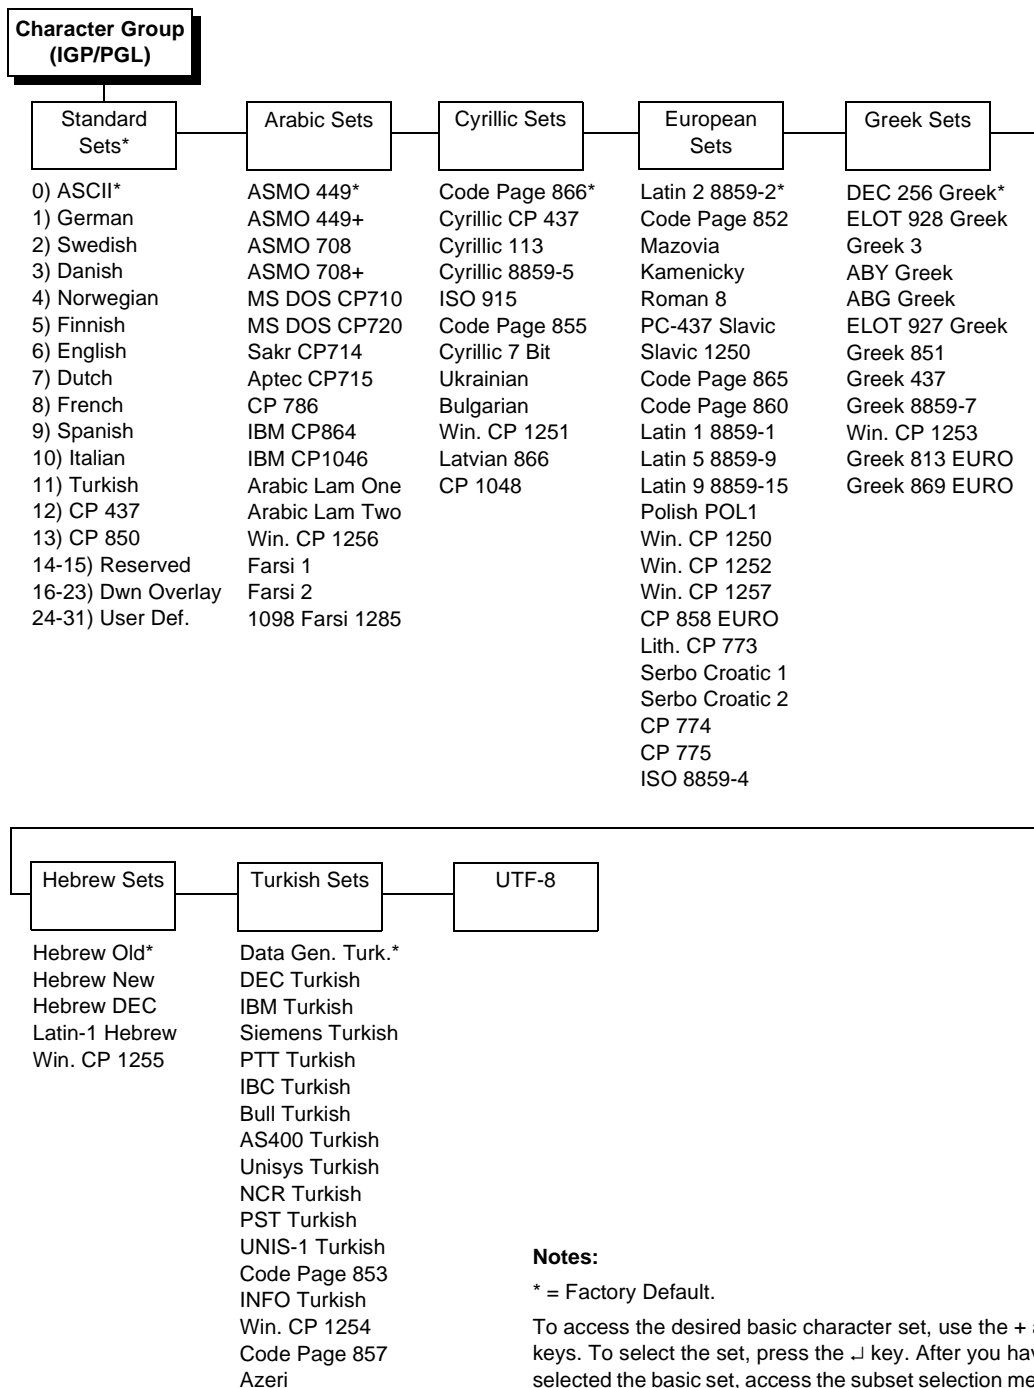 Character Group
(IGP/PGL)
Standard
Sets*
0) ASCII*
1) German
2) Swedish
3) Danish
4) Norwegian
5) Finnish
6) English
7) Dutch
8) French
9) Spanish
10) Italian
11) Turkish
12) CP 437
13) CP 850
14-15) Reserved
16-23) Dwn Overlay
24-31) User Def.
Arabic Sets
ASMO 449*
ASMO 449+
ASMO 708
ASMO 708+
MS DOS CP710
MS DOS CP720
Sakr CP714
Aptec CP715
CP 786
IBM CP864
IBM CP1046
Arabic Lam One
Arabic Lam Two
Win. CP 1256
Farsi 1
Farsi 2
1098 Farsi 1285
Cyrillic Sets
Code Page 866*
Cyrillic CP 437
Cyrillic 113
Cyrillic 8859-5
ISO 915
Code Page 855
Cyrillic 7 Bit
Ukrainian
Bulgarian
Win. CP 1251
Latvian 866
CP 1048
European
Sets
Latin 2 8859-2*
Code Page 852
Mazovia
Kamenicky
Roman 8
PC-437 Slavic
Slavic 1250
Code Page 865
Code Page 860
Latin 1 8859-1
Latin 5 8859-9
Latin 9 8859-15
Polish POL1
Win. CP 1250
Win. CP 1252
Win. CP 1257
CP 858 EURO
Lith. CP 773
Serbo Croatic 1
Serbo Croatic 2
CP 774
CP 775
ISO 8859-4
Greek Sets
DEC 256 Greek*
ELOT 928 Greek
Greek 3
ABY Greek
ABG Greek
ELOT 927 Greek
Greek 851
Greek 437
Greek 8859-7
Win. CP 1253
Greek 813 EURO
Greek 869 EURO
Hebrew Sets
Hebrew Old*
Hebrew New
Hebrew DEC
Latin-1 Hebrew
Win. CP 1255
Turkish Sets
Data Gen. Turk.*
DEC Turkish
IBM Turkish
Siemens Turkish
PTT Turkish
IBC Turkish
Bull Turkish
AS400 Turkish
Unisys Turkish
NCR Turkish
PST Turkish
UNIS-1 Turkish
Code Page 853
INFO Turkish
Win. CP 1254
Code Page 857
Azeri
UTF-8
Notes:
* = Factory Default.
To access the desired basic character set, use the +
keys. To select the set, press the ↵ key. After you
selected the basic set, access the subset selection